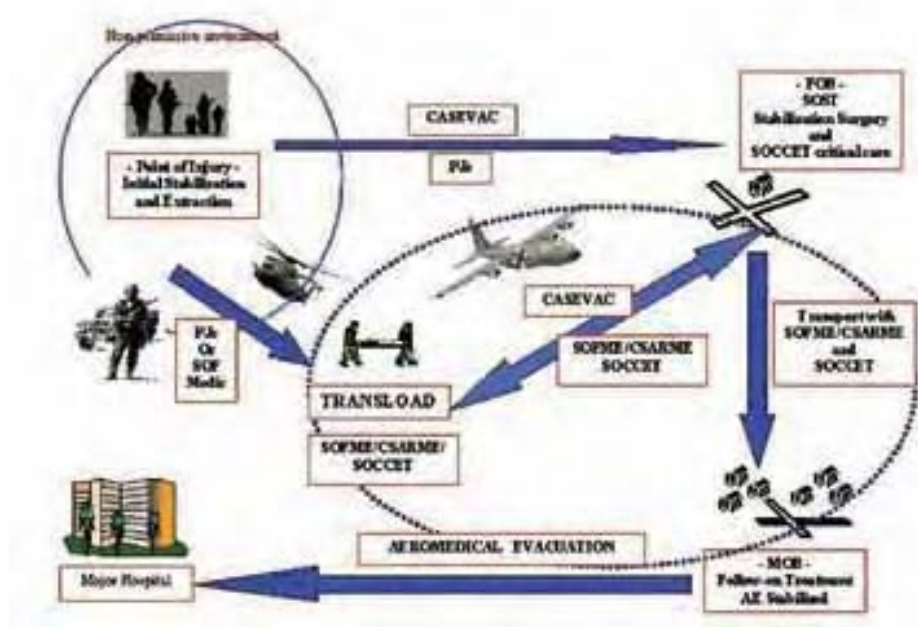 Non-permissive environment
- Point of Injury -
Initial Stabilization
and Extraction
CASEVAC
PJs
- FOB -
SOST
Stabilization Surgery
and
SOCCET critical care
PJs
Or
SOF
Medic
CASEVAC
SOFME/CSARME
SOCCET
Transport with
SOFME/CSARME
and
SOCCET
TRANSLOAD
SOFME/CSARME/
SOCCET
AEROMEDICAL EVACUATION
Major Hospital
- MOB -
Follow-on Treatment
AE Stabilized